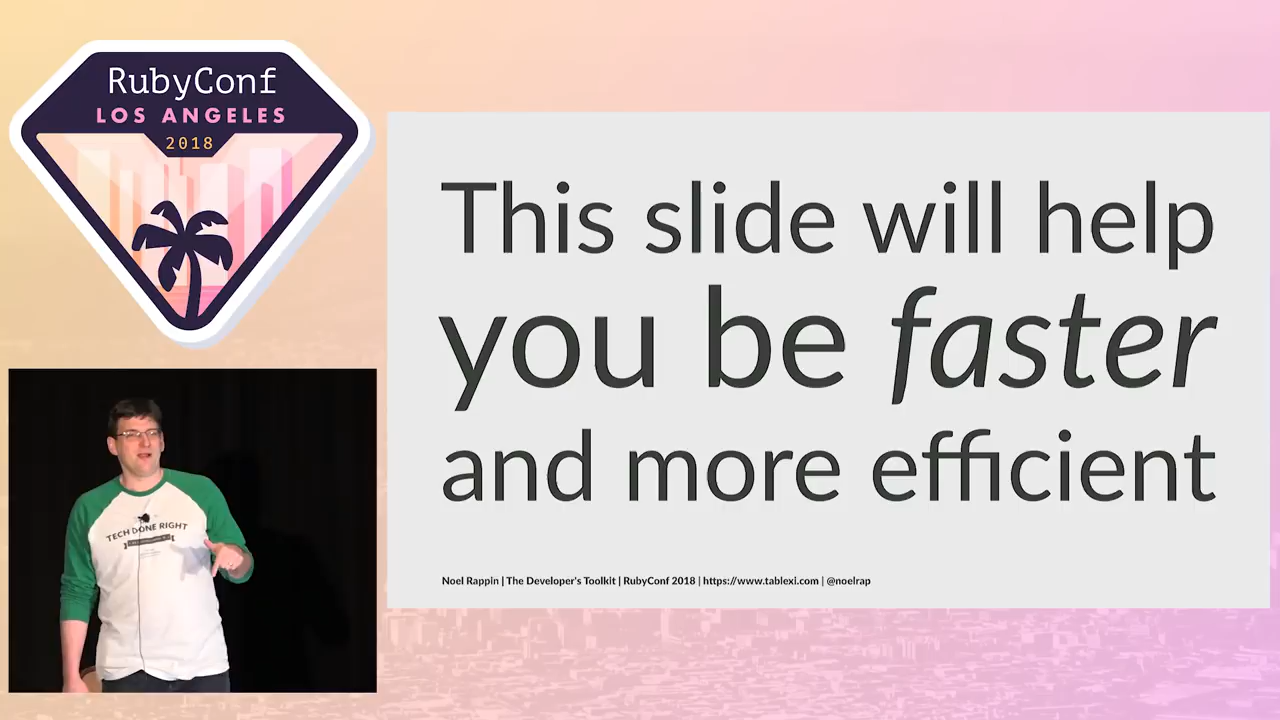 RubyConf
LOS ANGELES
2018
This slide will help
you be faster
and more efficient
Noel Rappin | The Developer's Toolkit | RubyConf 2018 | https://www.tablexi.com | @noelrap
TECH DONE RIGHT